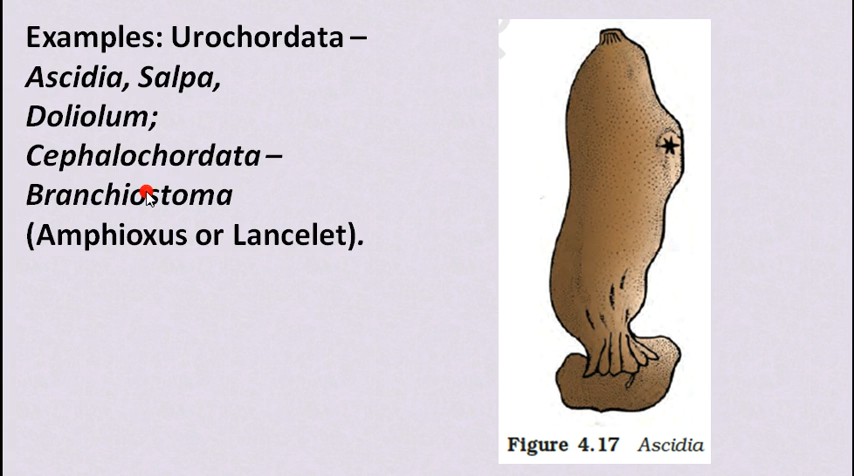 Examples: Urochordata –
Ascidia, Salpa,
Doliolum;
Cephalochordata –
Branchiostoma
(Amphioxus or Lancelet).
Figure 4.17 Ascidia